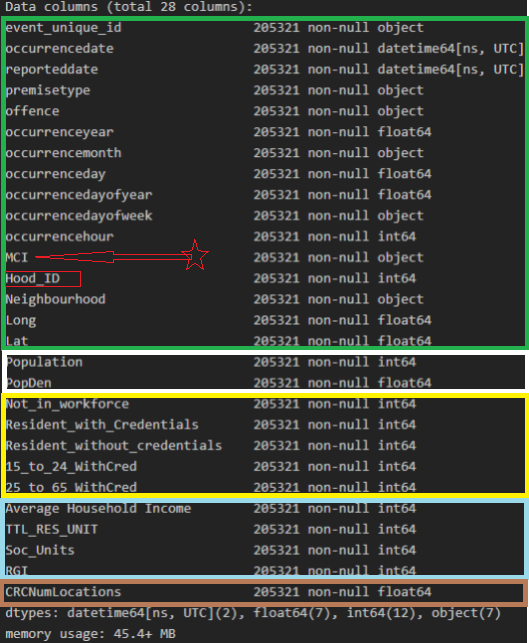 Data columns (total 28 columns):
event_unique_id 205321 non-null object
occurrencedate 205321 non-null datetime64[ns, UTC]
reporteddate 205321 non-null datetime64[ns, UTC]
premisetype 205321 non-null object
offence 205321 non-null object
occurrenceyear 205321 non-null float64
occurrencemonth 205321 non-null object
occurrenceday 205321 non-null float64
occurrencedayofyear 205321 non-null float64
occurrencedayofweek 205321 non-null object
occurrencehour 205321 non-null int64
MCI 205321 non-null object
Hood_ID 205321 non-null int64
Neighbourhood 205321 non-null object
Long 205321 non-null float64
Lat 205321 non-null float64
Population 205321 non-null int64
PopDen 205321 non-null float64
Not_in_workforce 205321 non-null int64
Resident_with_Credentials 205321 non-null int64
Resident_without_credentials 205321 non-null int64
15_to_24_WithCred 205321 non-null int64
25_to_65_WithCred 205321 non-null int64
Average Household Income 205321 non-null int64
TTL_RES_UNIT 205321 non-null int64
Soc_Units 205321 non-null int64
RGI 205321 non-null int64
CRCNumLocations 205321 non-null float64
dtypes: datetime64[ns, UTC](2), float64(7), int64(12), object(7)
memory usage: 45.4+ MB